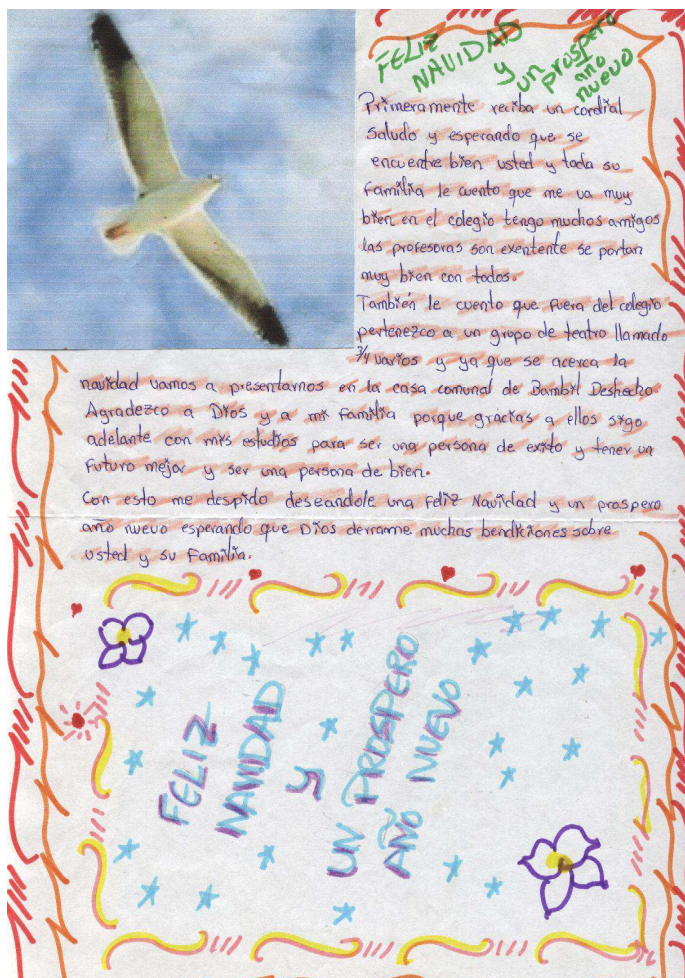 FELIZ
NAVIDAD
y
un prospero
año
nuevo
Primeramente reciba un cordial
saludo y esperando que se
encuentre bien usted y toda su
familia le cuento que me va muy
bien en el colegio tengo muchos amigos
las profesoras son exentente se portan
muy bien con todos.
También le cuento que fuera del colegio
pertenezco a un grupo de teatro llamado
3/4 varios y ya que se acerca la
navidad vamos a presentarnos en la casa comunal de Bambil Deshecho.
Agradezco a Dios y a mi familia porque gracias a ellos sigo
adelante con mis estudios para ser una persona de exito y tener un
futuro mejor y ser una persona de bien.
Con esto me despido deseandole una Feliz Navidad y un prospero
año nuevo esperando que Dios derrame muchas bendiciones sobre
usted y su Familia.
FELIZ
NAVIDAD
y
UN PROSPERO
AÑO NUEVO